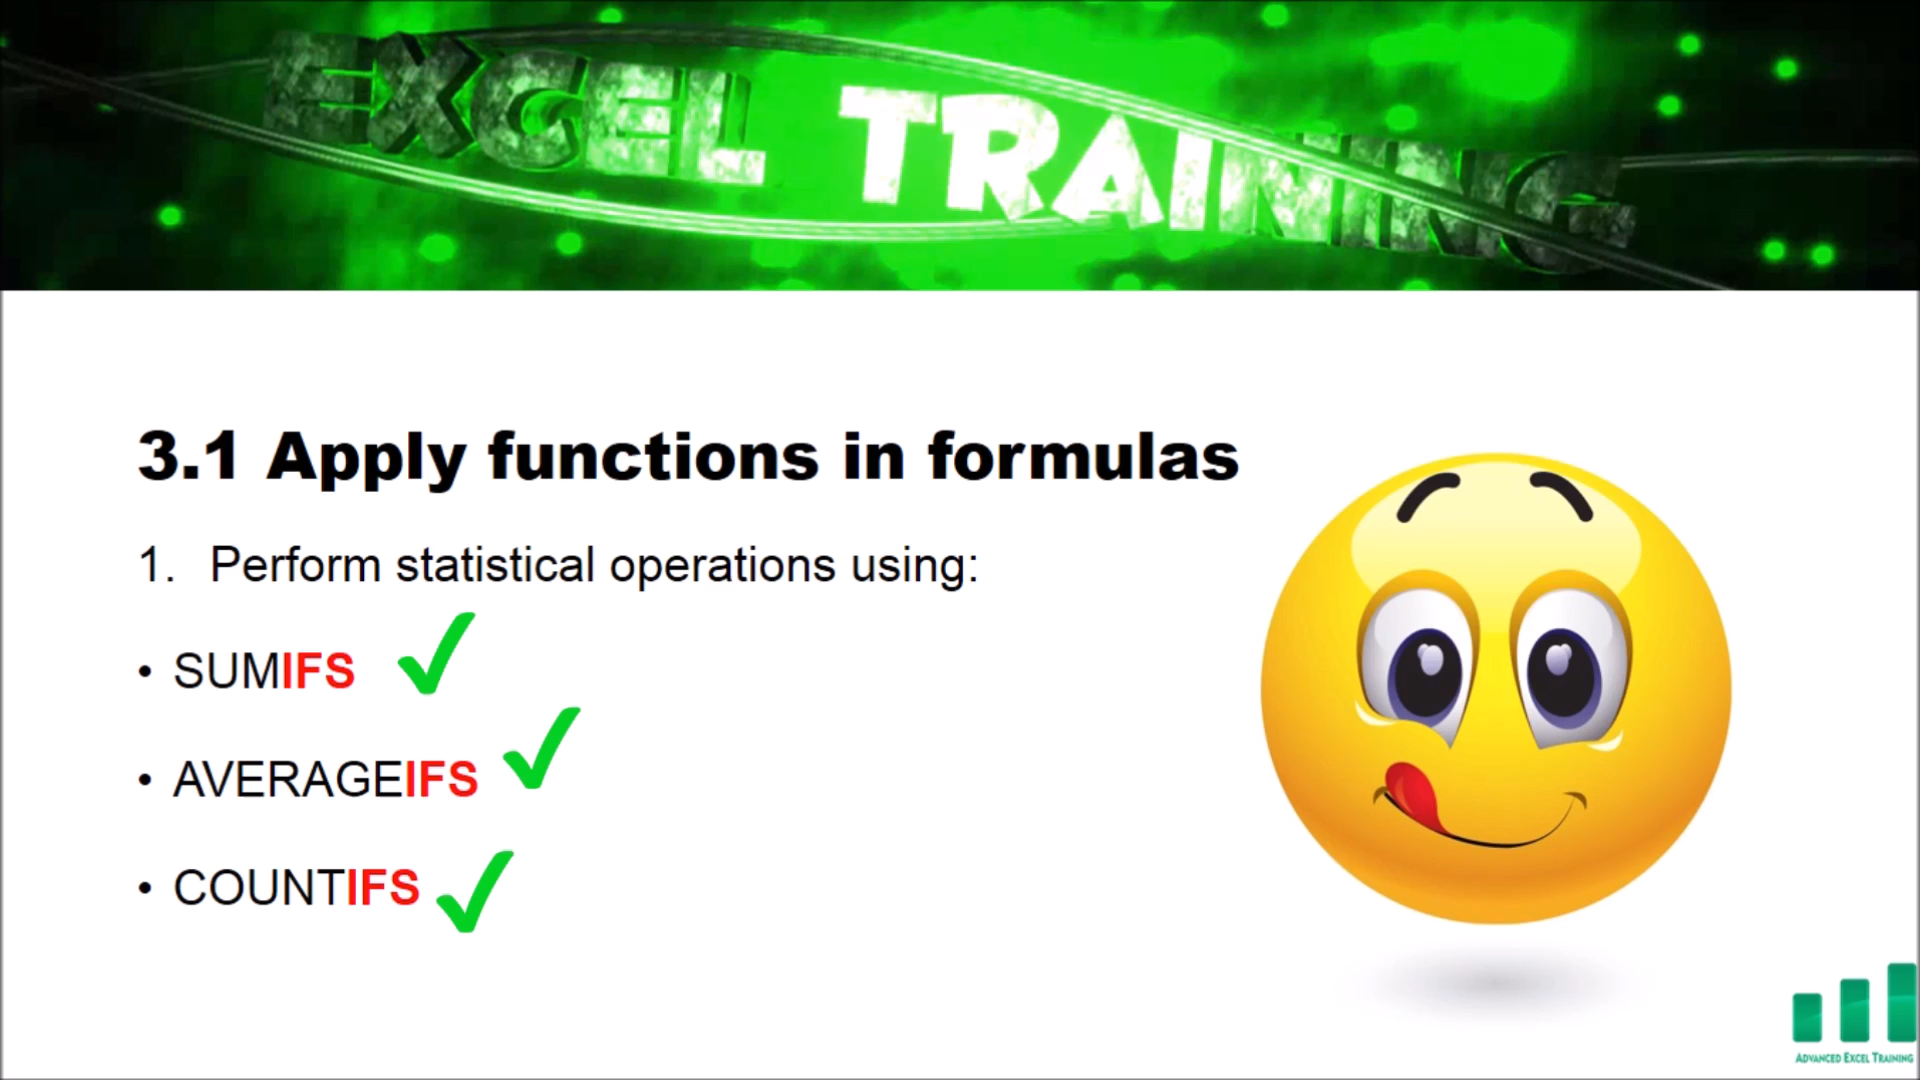 EXCEL TRAINING
3.1 Apply functions in formulas
1. Perform statistical operations using:
• SUMIFS
• AVERAGEIFS
• COUNTIFS
ADVANCED EXCEL TRAINING